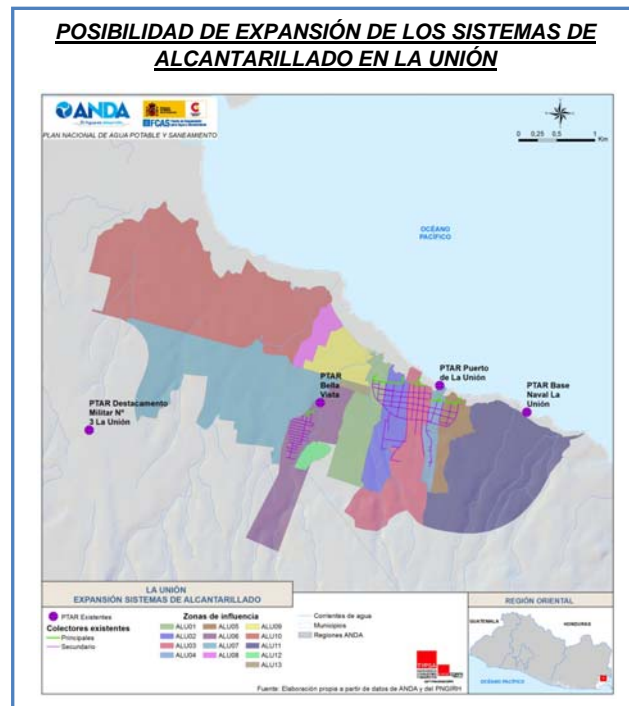 POSIBILIDAD DE EXPANSIÓN DE LOS SISTEMAS DE
ALCANTARILLADO EN LA UNIÓN
ANDA
FCAS
PLAN NACIONAL DE AGUA POTABLE Y SANEAMIENTO
0 0,25 0,5 1
Km
OCÉANO
PACÍFICO
PTAR Puerto
de La Unión
PTAR
Bella
Vista
PTAR Base
Naval La
Unión
PTAR Destacamento
Militar Nº
3 La Unión
LA UNIÓN
EXPANSIÓN SISTEMAS DE ALCANTARILLADO
PTAR Existentes
Colectores existentes
Principales
Secundario
Zonas de influencia
ALU01
ALU02
ALU03
ALU04
ALU05
ALU06
ALU07
ALU08
ALU09
ALU10
ALU11
ALU12
ALU13
Corrientes de agua
Municipios
Regiones ANDA
TYPSA
Fuente: Elaboración propia a partir de datos de ANDA y del PNGIRH
REGIÓN ORIENTAL
GUATEMALA
HONDURAS
OCÉANO PACÍFICO